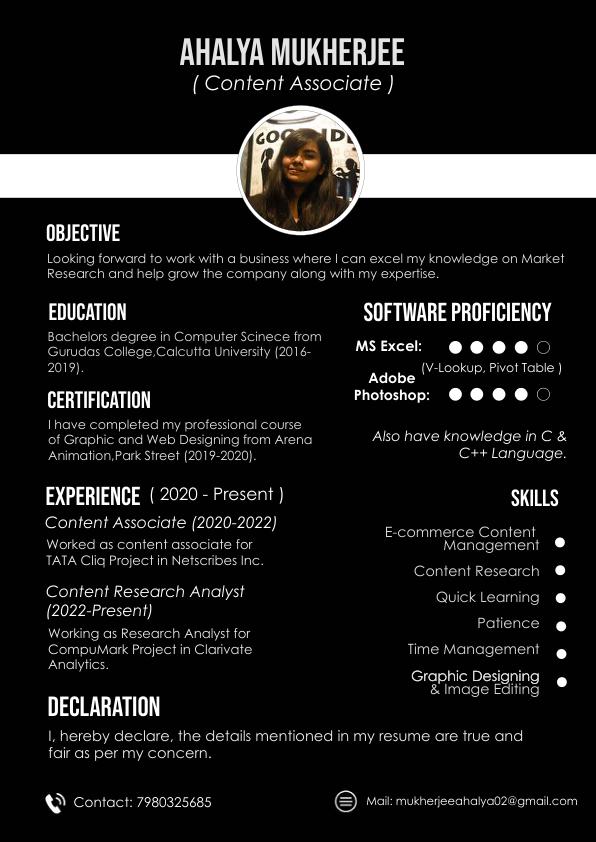 AHALYA MUKHERJEE
( Content Associate )
OBJECTIVE
Looking forward to work with a business where I can excel my knowledge on Market
Research and help grow the company along with my expertise.
EDUCATION
Bachelors degree in Computer Scinece from
Gurudas College,Calcutta University (2016-
2019).
CERTIFICATION
I have completed my professional course
of Graphic and Web Designing from Arena
Animation,Park Street (2019-2020).
EXPERIENCE ( 2020 - Present )
Content Associate (2020-2022)
Worked as content associate for
TATA Cliq Project in Netscribes Inc.
Content Research Analyst
(2022-Present)
Working as Research Analyst for
CompuMark Project in Clarivate
Analytics.
SOFTWARE PROFICIENCY
MS Excel:
(V-Lookup, Pivot Table )
Adobe
Photoshop:
Also have knowledge in C &
C++ Language.
SKILLS
E-commerce Content
Management
Content Research
Quick Learning
Patience
Time Management
Graphic Designing
& Image Editing
DECLARATION
I, hereby declare, the details mentioned in my resume are true and
fair as per my concern.
Contact: 7980325685
Mail: mukherjeeahalya02@gmail.com